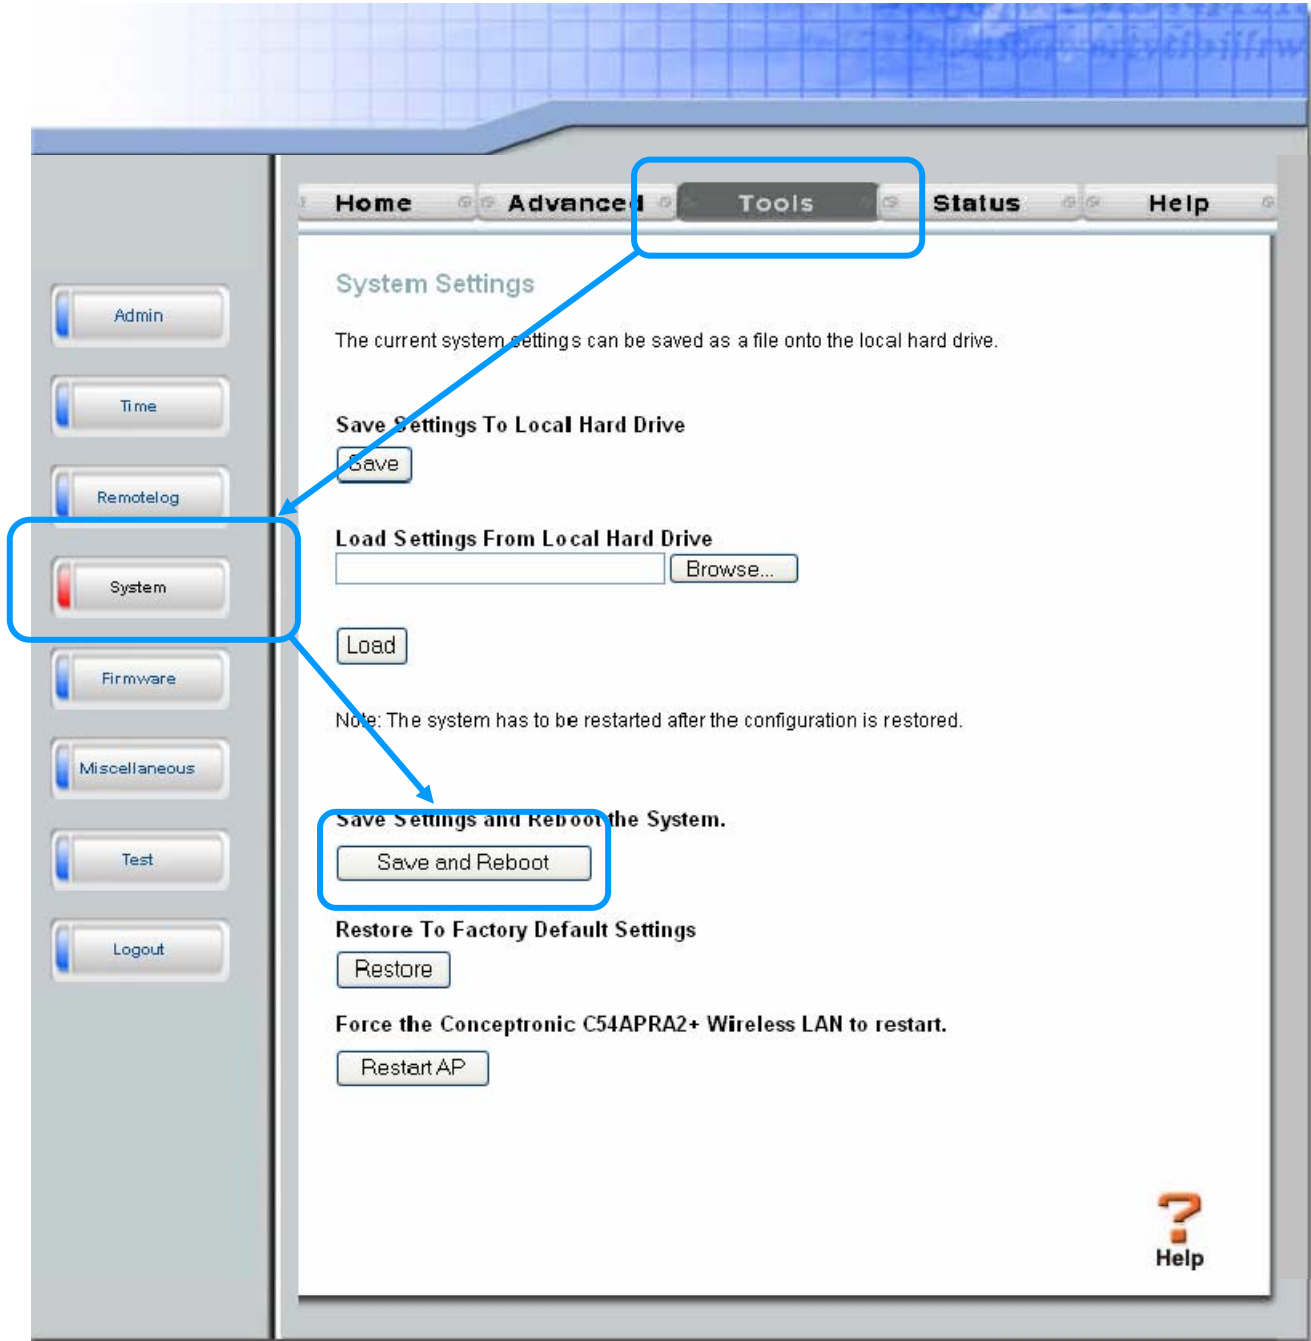 Home
Advanced
Tools
Status
Help
Admin
Time
Remotelog
System
Firmware
Miscellaneous
Test
Logout
System Settings
The current system settings can be saved as a file onto the local hard drive.
Save Settings To Local Hard Drive
Save
Load Settings From Local Hard Drive
Browse...
Load
Note: The system has to be restarted after the configuration is restored.
Save Settings and Reboot the System.
Save and Reboot
Restore To Factory Default Settings
Restore
Force the Conceptronic C54APRA2+ Wireless LAN to restart.
Restart AP
Help